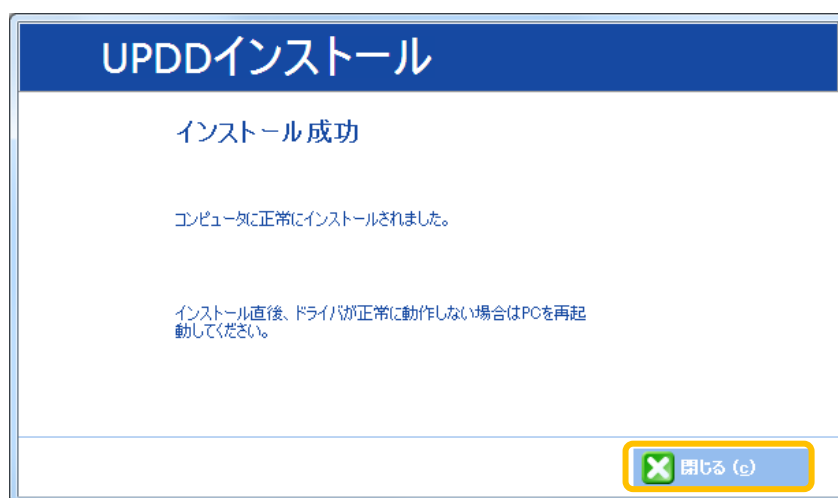 UPDDインストール
インストール成功
コンピュータに正常にインストールされました。
インストール直後、ドライバが正常に動作しない場合はPCを再起
動してください。
閉じる (c)